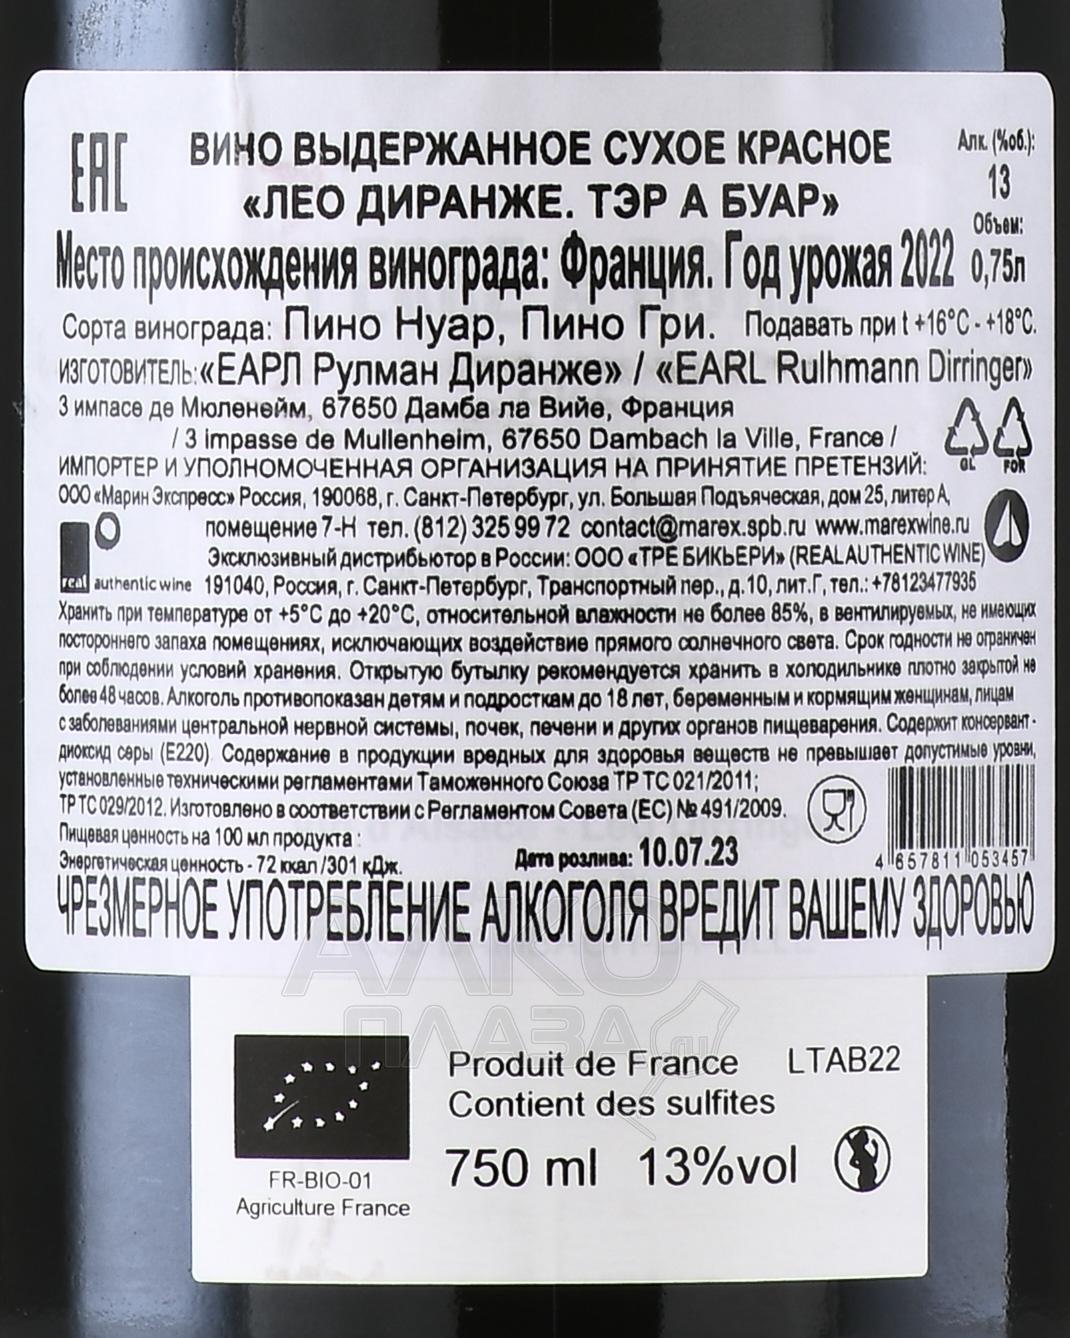 EAC
ВИНО ВЫДЕРЖАННОЕ СУХОЕ КРАСНОЕ
«ЛЕО ДИРАНЖЕ. ТЭР А БУАР»
Алк. (%об.):
13
Объем:
0,75л
Место происхождения винограда: Франция. Год урожая 2022
Сорта винограда: Пино Нуар, Пино Гри. Подавать при t +16°C - +18°C.
ИЗГОТОВИТЕЛЬ:«ЕАРЛ Рулман Диранже» / «EARL Rulhmann Dirringer»
3 импасе де Мюленейм, 67650 Дамба ла Вийе, Франция
/ 3 impasse de Mullenheim, 67650 Dambach la Ville, France /
GL FOR
ИМПОРТЕР И УПОЛНОМОЧЕННАЯ ОРГАНИЗАЦИЯ НА ПРИНЯТИЕ ПРЕТЕНЗИЙ:
ООО «Марин Экспресс» Россия, 190068, г. Санкт-Петербург, ул. Большая Подъяческая, дом 25, литер А,
помещение 7-Н тел. (812) 325 99 72 contact@marex.spb.ru www.marexwine.ru
Эксклюзивный дистрибьютор в России: ООО «ТРЕ БИКЬЕРИ» (REAL AUTHENTIC WINE)
real authentic wine
191040, Россия, г. Санкт-Петербург, Транспортный пер., д.10, лит.Г, тел.: +78123477935
Хранить при температуре от +5°C до +20°C, относительной влажности не более 85%, в вентилируемых, не имеющих
постороннего запаха помещениях, исключающих воздействие прямого солнечного света. Срок годности не ограничен
при соблюдении условий хранения. Открытую бутылку рекомендуется хранить в холодильнике плотно закрытой не
более 48 часов. Алкоголь противопоказан детям и подросткам до 18 лет, беременным и кормящим женщинам, лицам
с заболеваниями центральной нервной системы, почек, печени и других органов пищеварения. Содержит консервант -
диоксид серы (Е220). Содержание в продукции вредных для здоровья веществ не превышает допустимые уровни,
установленные техническими регламентами Таможенного Союза ТР ТС 021/2011;
ТР ТС 029/2012. Изготовлено в соответствии с Регламентом Совета (ЕС) № 491/2009.
Пищевая ценность на 100 мл продукта :
Энергетическая ценность - 72 ккал /301 кДж.
Дата розлива: 10.07.23
4 657811 053457
ЧРЕЗМЕРНОЕ УПОТРЕБЛЕНИЕ АЛКОГОЛЯ ВРЕДИТ ВАШЕМУ ЗДОРОВЬЮ
АЛКО
ПЛАЗА
.ru
Produit de France LTAB22
Contient des sulfites
750 ml 13%vol
FR-BIO-01
Agriculture France